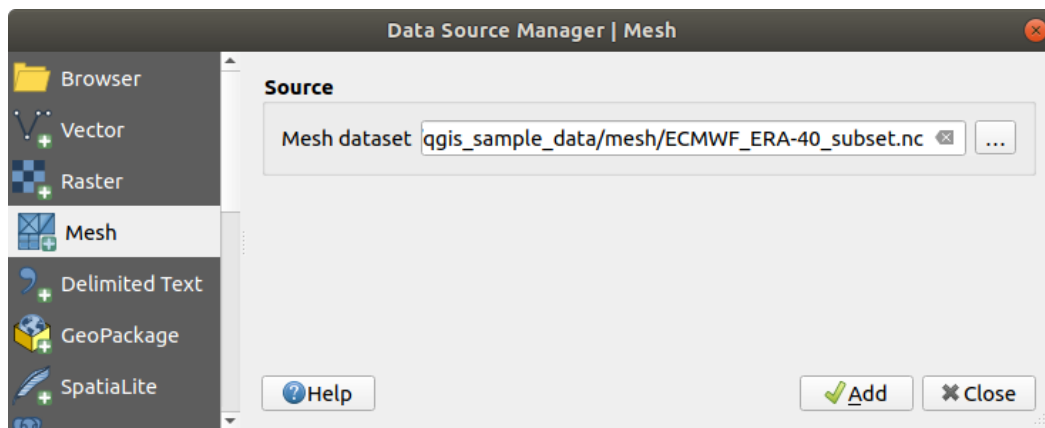 Data Source Manager | Mesh
Browser
Vector
Raster
Mesh
Delimited Text
GeoPackage
SpatiaLite
Source
Mesh dataset qgis_sample_data/mesh/ECMWF_ERA-40_subset.nc ...
Help
Add
Close